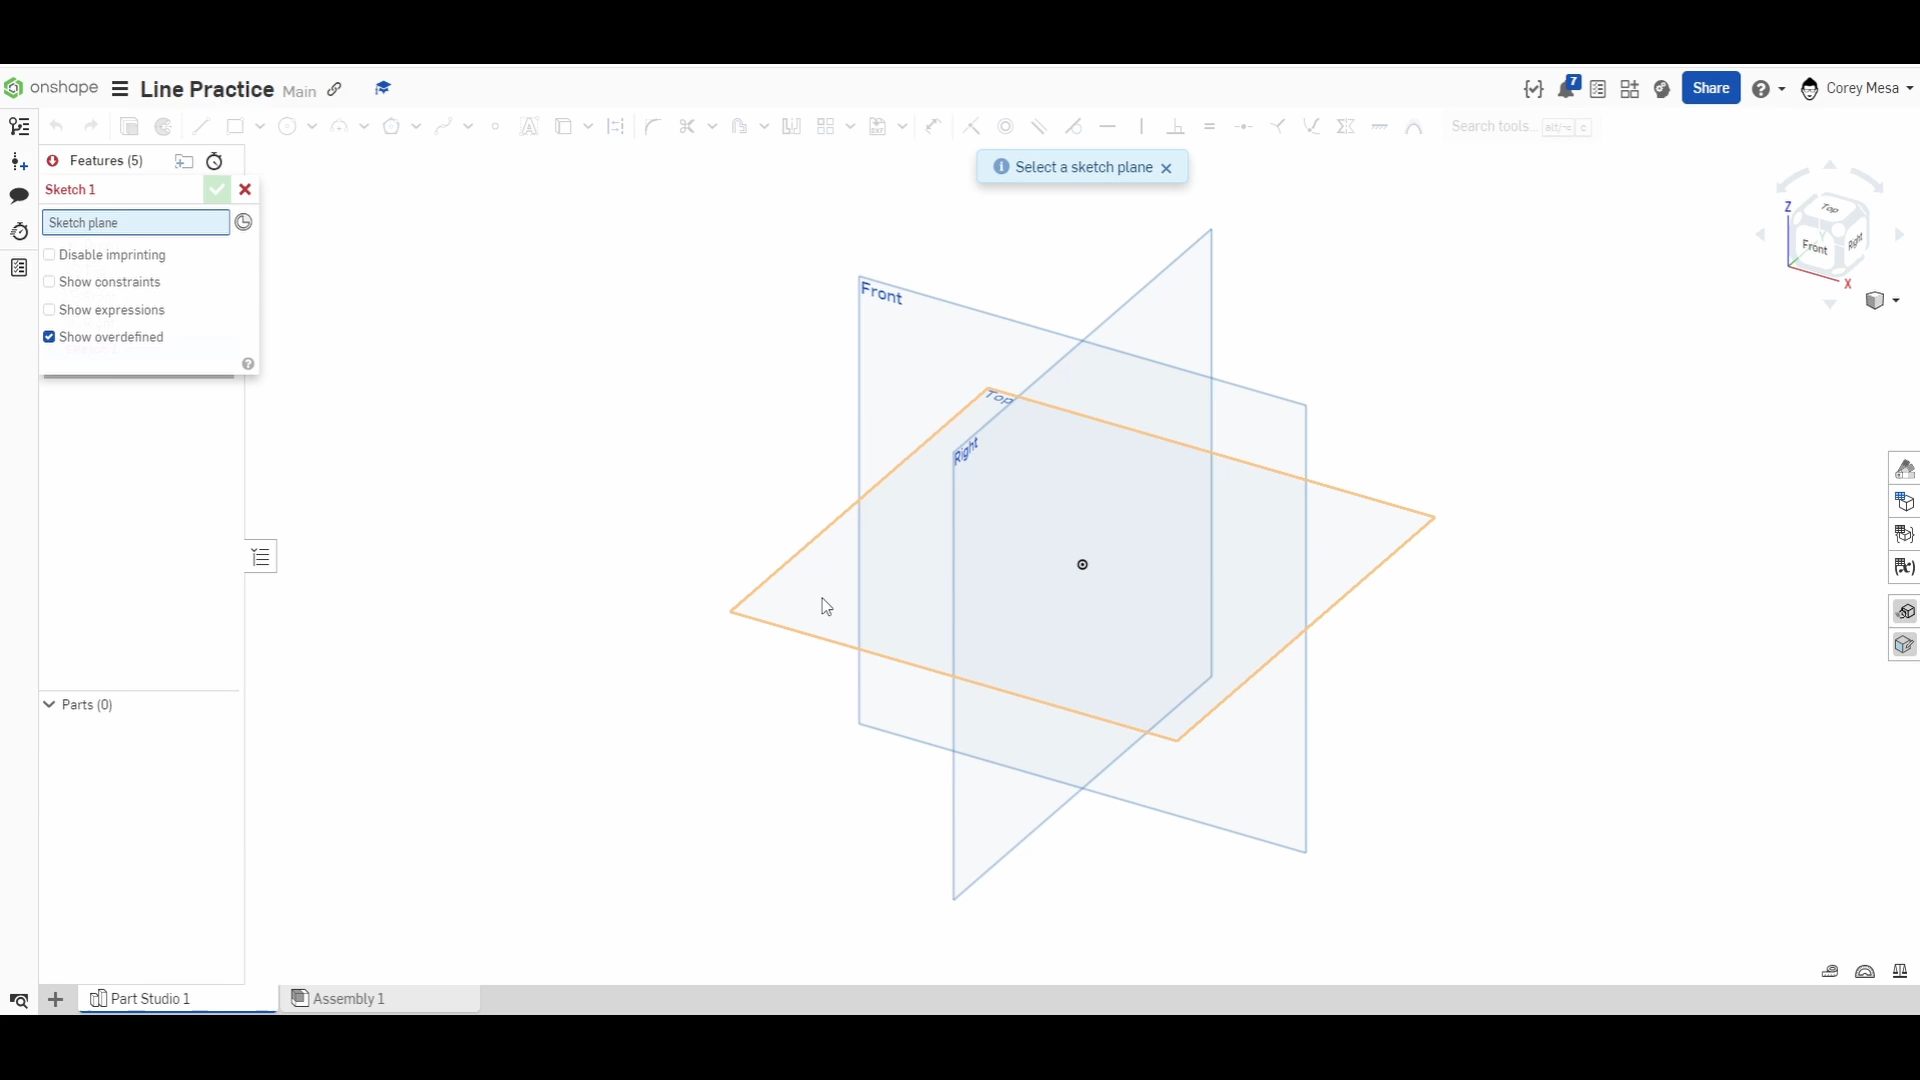 onshape Line Practice Main 7 Share Corey Mesa
Search tools... alt/⌥ c
Features (5)
Select a sketch plane
Sketch 1
Sketch plane
Disable imprinting
Show constraints
Show expressions
Show overdefined
Front
Top
Right
Z
Top
Front
Right
Y
X
Parts (0)
Part Studio 1
Assembly 1